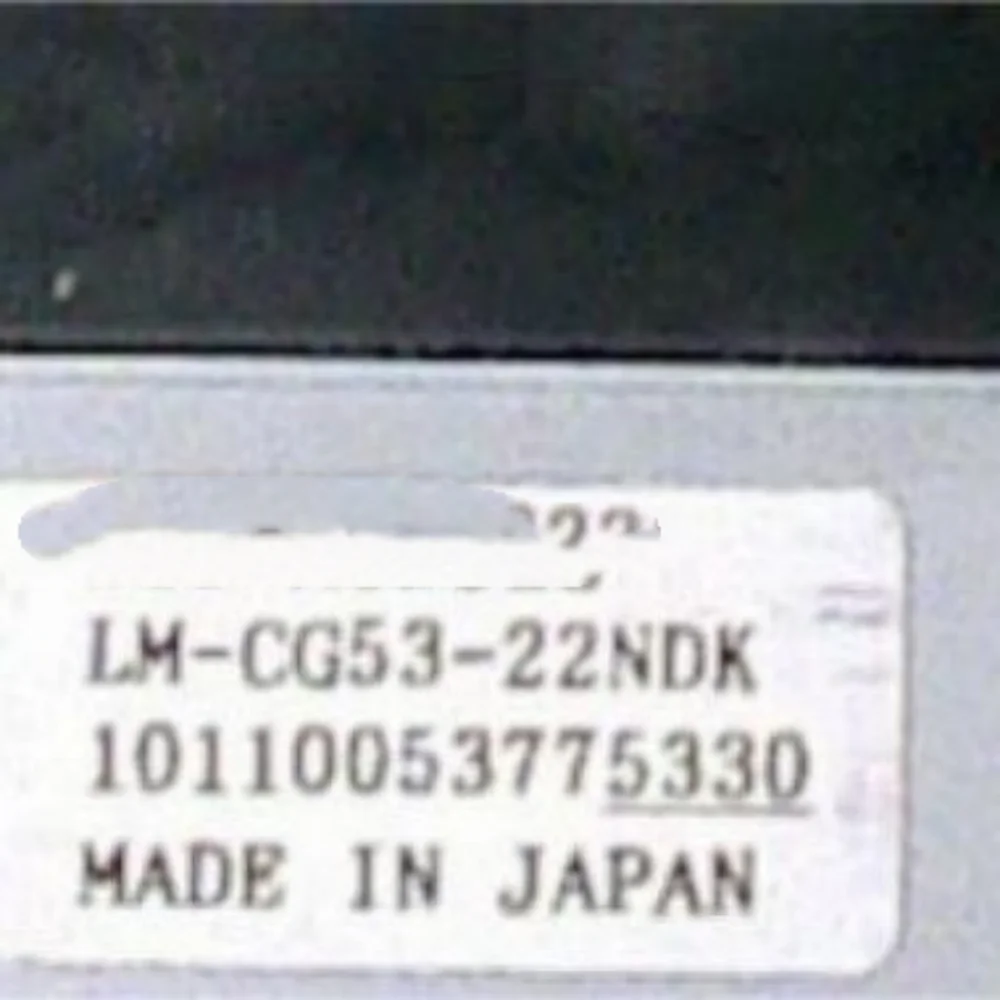 LM-CG53-22NDK
10110053775330
MADE IN JAPAN